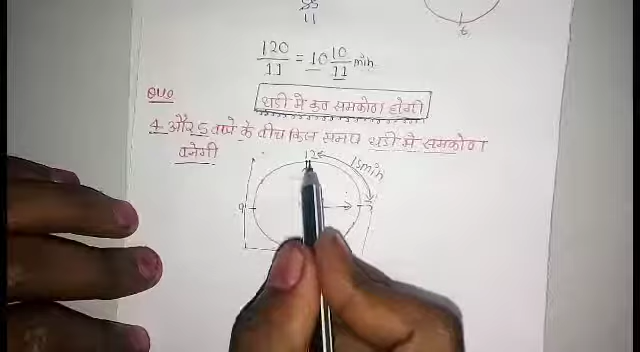 11
6
120/11 = 10 10/11 min
घडी मे कब समकोण होगी
Que
4 और 5 बजे के बीच किस समय घडी मे समकोण
बनेगी
12
15min
9
3